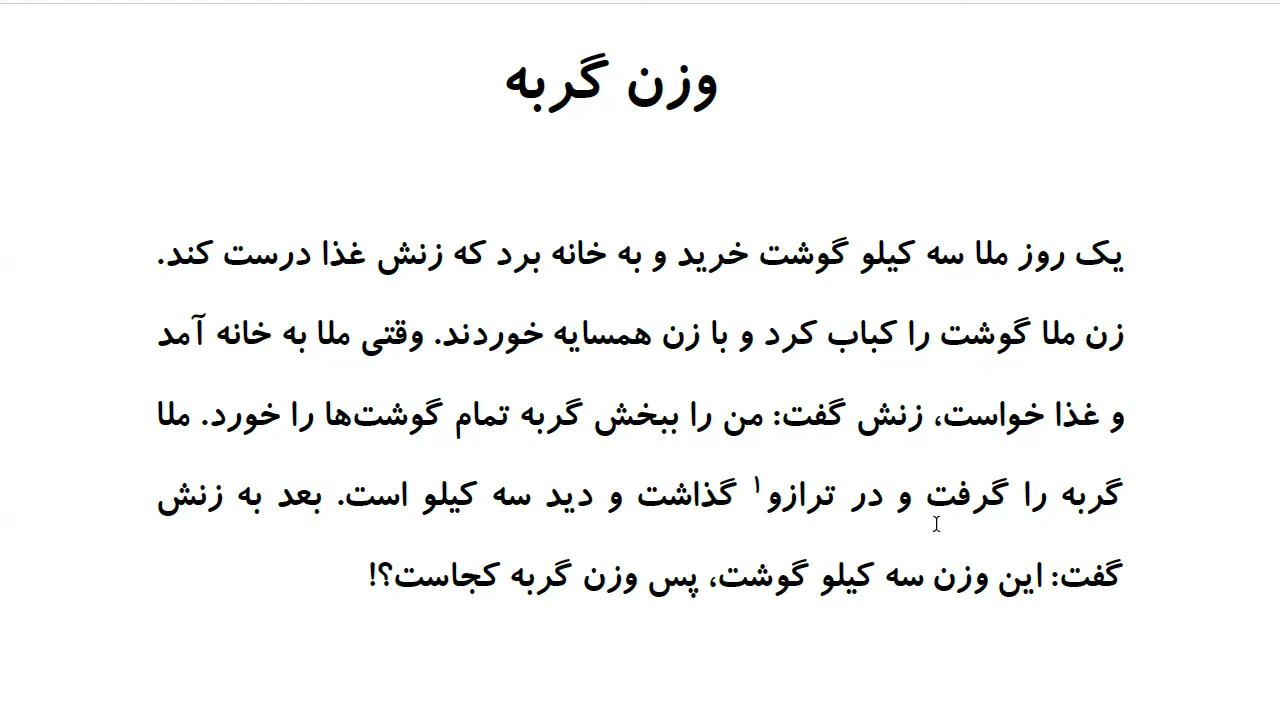 وزن گربه
یک روز ملا سه کیلو گوشت خرید و به خانه برد که زنش غذا درست کند.
زن ملا گوشت را کباب کرد و با زن همسایه خوردند. وقتی ملا به خانه آمد
و غذا خواست، زنش گفت: من را ببخش گربه تمام گوشت‌ها را خورد. ملا
گربه را گرفت و در ترازو۱ گذاشت و دید سه کیلو است. بعد به زنش
گفت: این وزن سه کیلو گوشت، پس وزن گربه کجاست؟!